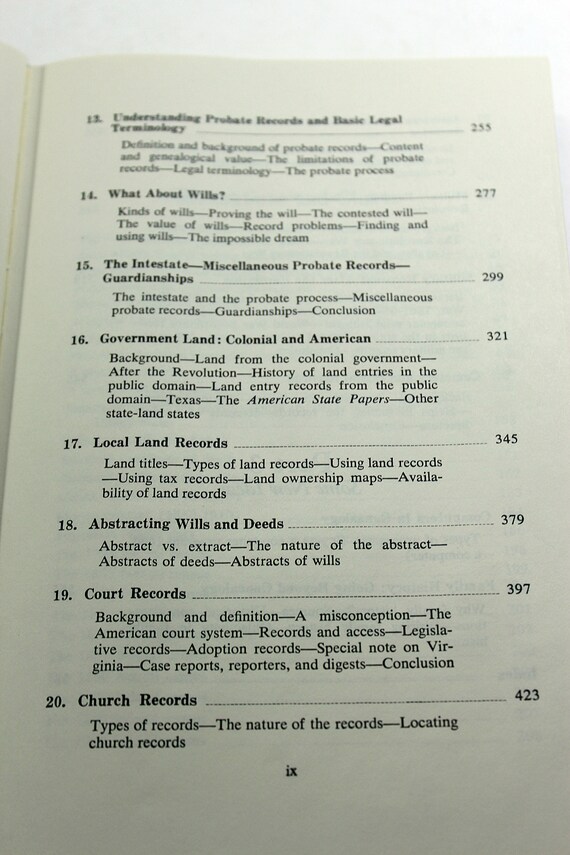 13. Understanding Probate Records and Basic Legal
Terminology 255
Definition and background of probate records—Content
and genealogical value—The limitations of probate
records—Legal terminology—The probate process
14. What About Wills? 277
Kinds of wills—Proving the will—The contested will—
The value of wills—Record problems—Finding and
using wills—The impossible dream
15. The Intestate—Miscellaneous Probate Records—
Guardianships 299
The intestate and the probate process—Miscellaneous
probate records—Guardianships—Conclusion
16. Government Land: Colonial and American 321
Background—Land from the colonial government—
After the Revolution—History of land entries in the
public domain—Land entry records from the public
domain—Texas—The American State Papers—Other
state-land states
17. Local Land Records 345
Land titles—Types of land records—Using land records
—Using tax records—Land ownership maps—Availa-
bility of land records
18. Abstracting Wills and Deeds 379
Abstract vs. extract—The nature of the abstract—
Abstracts of deeds—Abstracts of wills
19. Court Records 397
Background and definition—A misconception—The
American court system—Records and access—Legisla-
tive records—Adoption records—Special note on Vir-
ginia—Case reports, reporters, and digests—Conclusion
20. Church Records 423
Types of records—The nature of the records—Locating
church records
ix